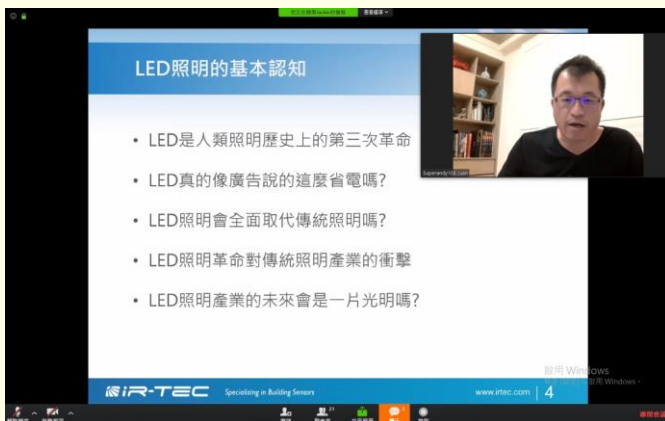 LED照明的基本認知
• LED是人類照明歷史上的第三次革命
• LED真的像廣告說的這麼省電嗎?
• LED照明會全面取代傳統照明嗎?
• LED照明革命對傳統照明產業的衝擊
• LED照明產業的未來會是一片光明嗎?
啟用 Windows
iR-TEC
Specializing in Building Sensors
www.irtec.com | 4